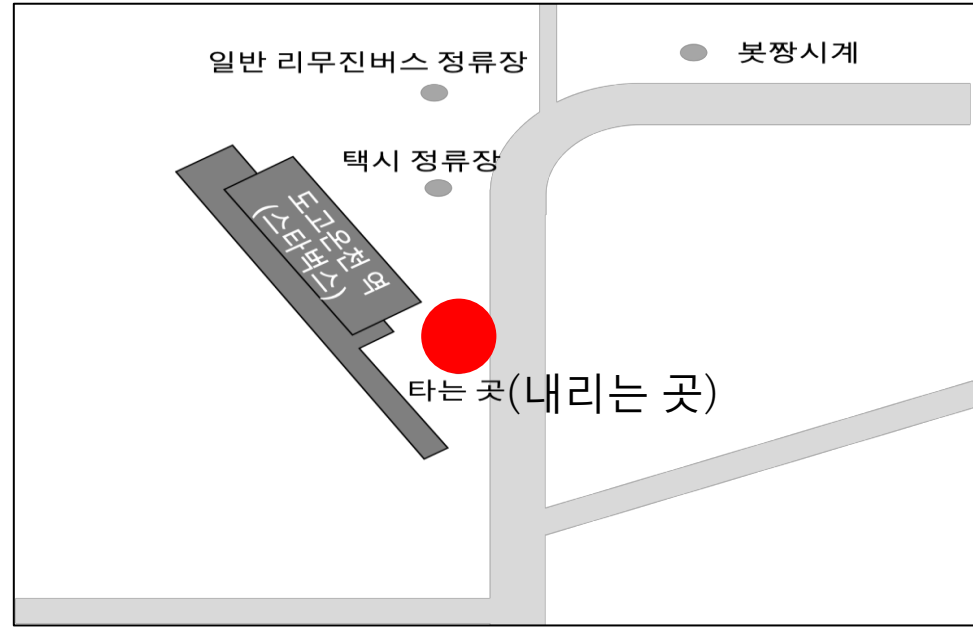 일반 리무진버스 정류장
봇짱시계
택시 정류장
도고온천 역
(스타벅스)
타는 곳(내리는 곳)